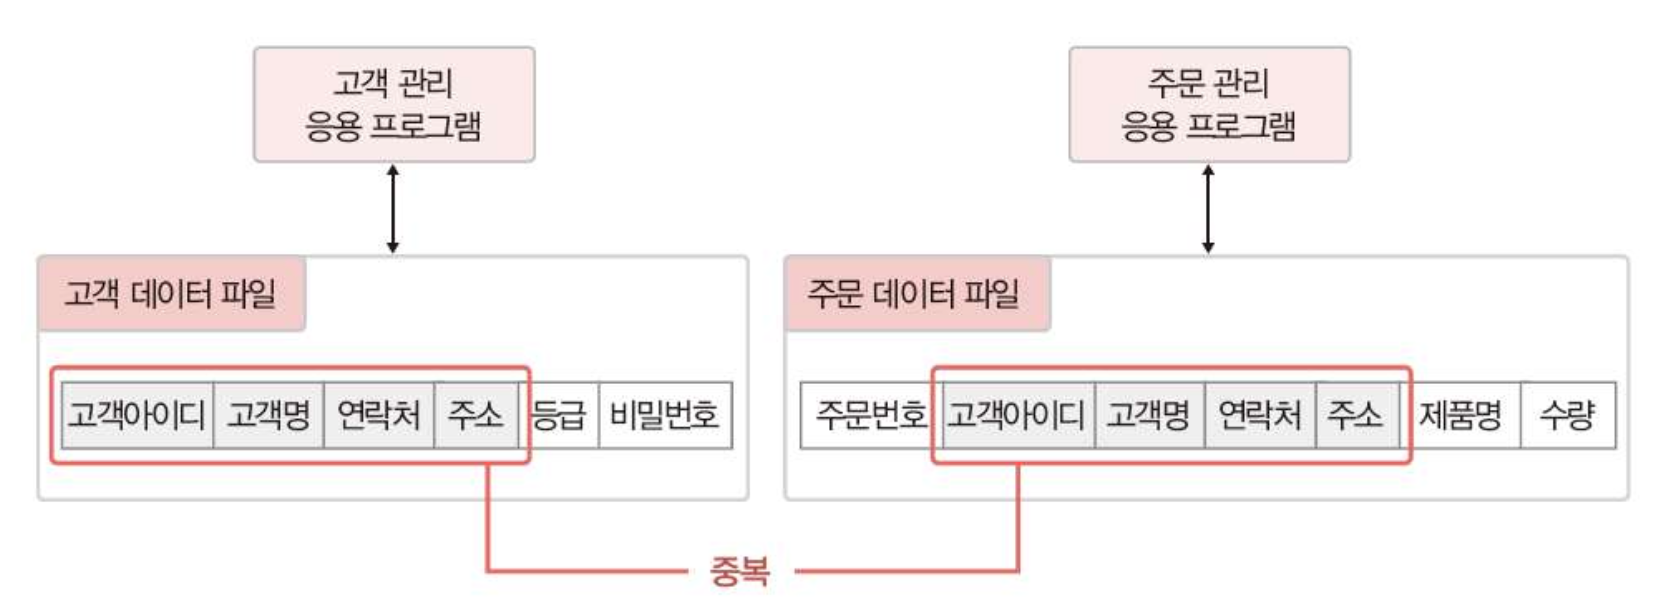 고객 관리
응용 프로그램
주문 관리
응용 프로그램
고객 데이터 파일
고객아이디 고객명 연락처 주소 등급 비밀번호
주문 데이터 파일
주문번호 고객아이디 고객명 연락처 주소 제품명 수량
중복